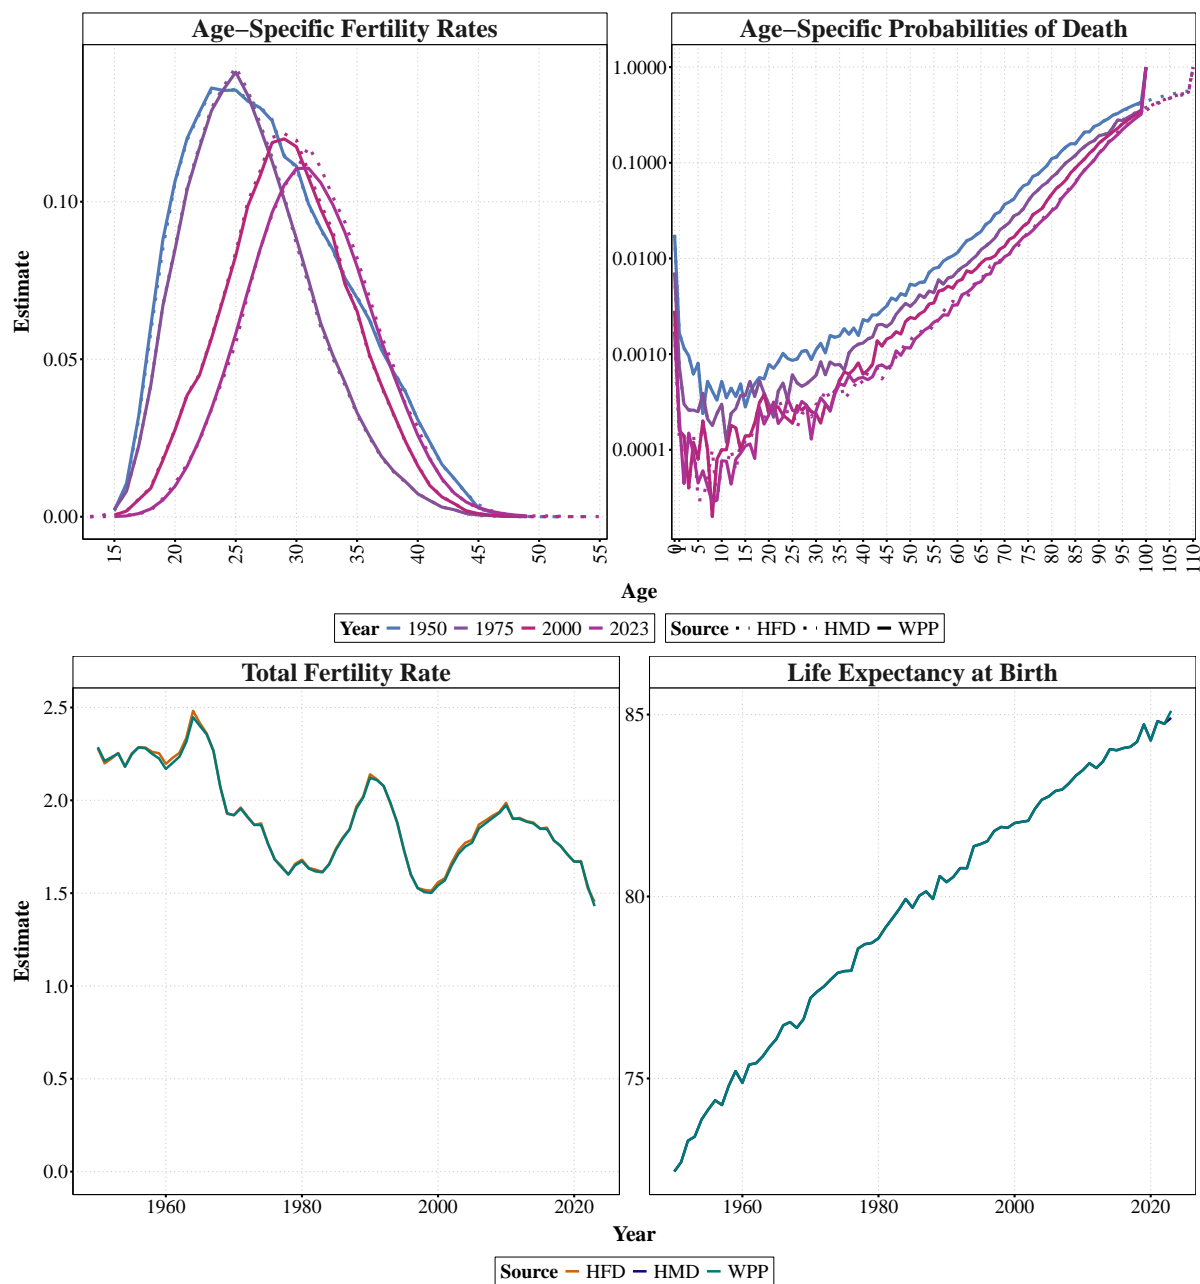 Age−Specific Fertility Rates
Age−Specific Probabilities of Death
Estimate
0.10
0.05
0.00
15 20 25 30 35 40 45 50 55
1.0000
0.1000
0.0100
0.0010
0.0001
0 1 5 10 15 20 25 30 35 40 45 50 55 60 65 70 75 80 85 90 95 100 105 110
Age
Year 1950 1975 2000 2023 Source HFD HMD WPP
Total Fertility Rate
Life Expectancy at Birth
Estimate
2.5
2.0
1.5
1.0
0.5
0.0
1960 1980 2000 2020
85
80
75
1960 1980 2000 2020
Year
Source HFD HMD WPP